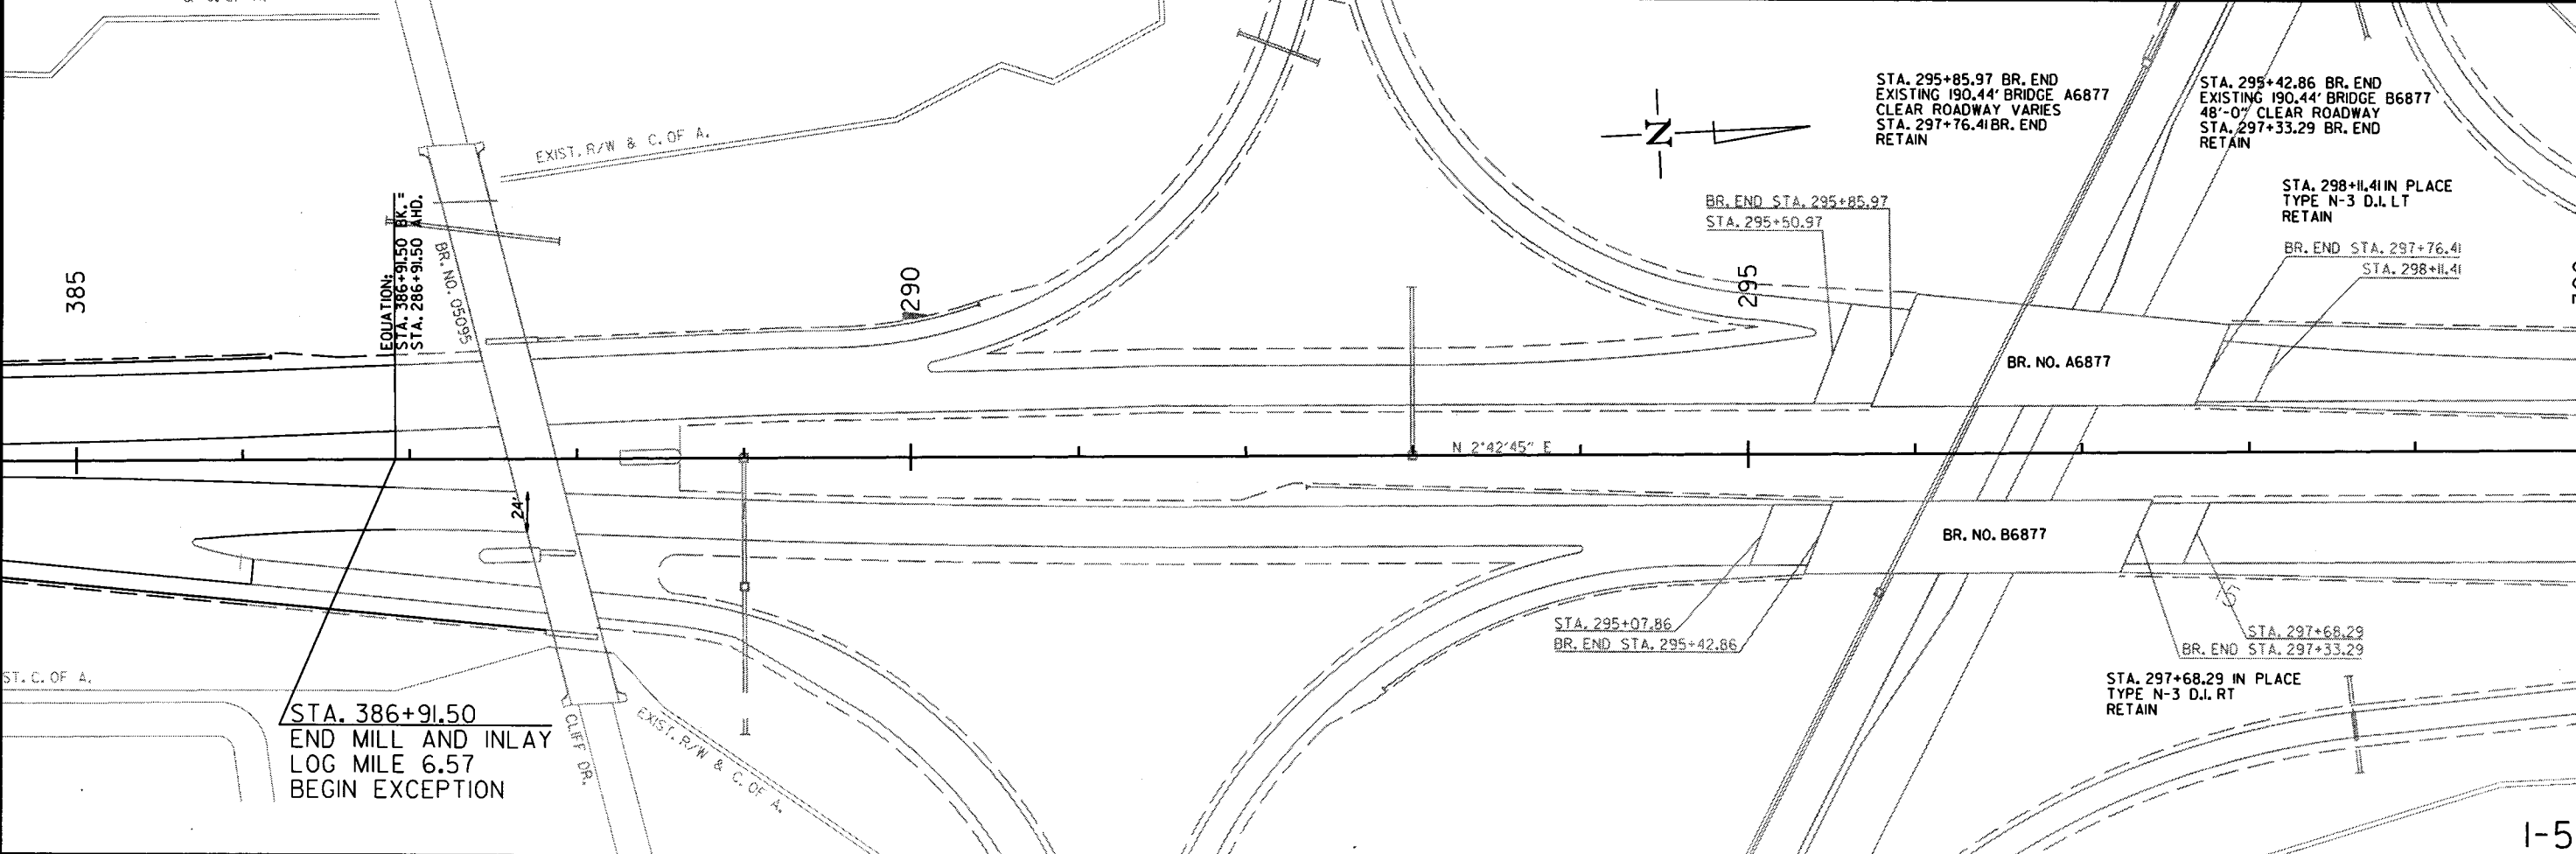 EXIST. R/W & C. OF A.
N
STA. 295+85.97 BR. END
EXISTING 190.44' BRIDGE A6877
CLEAR ROADWAY VARIES
STA. 297+76.41 BR. END
RETAIN
STA. 295+42.86 BR. END
EXISTING 190.44' BRIDGE B6877
48'-0" CLEAR ROADWAY
STA. 297+33.29 BR. END
RETAIN
STA. 298+11.41 IN PLACE
TYPE N-3 D.I. LT
RETAIN
BR. END STA. 295+85.97
STA. 295+50.97
BR. END STA. 297+76.41
STA. 298+11.41
385
EQUATION:
STA. 386+91.50 BK. =
STA. 286+91.50 AHD.
BR. NO. 05095
290
295
BR. NO. A6877
N 2°42'45" E
24'
BR. NO. B6877
15
STA. 295+07.86
BR. END STA. 295+42.86
STA. 297+68.29
BR. END STA. 297+33.29
STA. 297+68.29 IN PLACE
TYPE N-3 D.I. RT
RETAIN
ST. C. OF A.
STA. 386+91.50
END MILL AND INLAY
LOG MILE 6.57
BEGIN EXCEPTION
CLIFF DR.
EXIST. R/W & C. OF A.
I-5